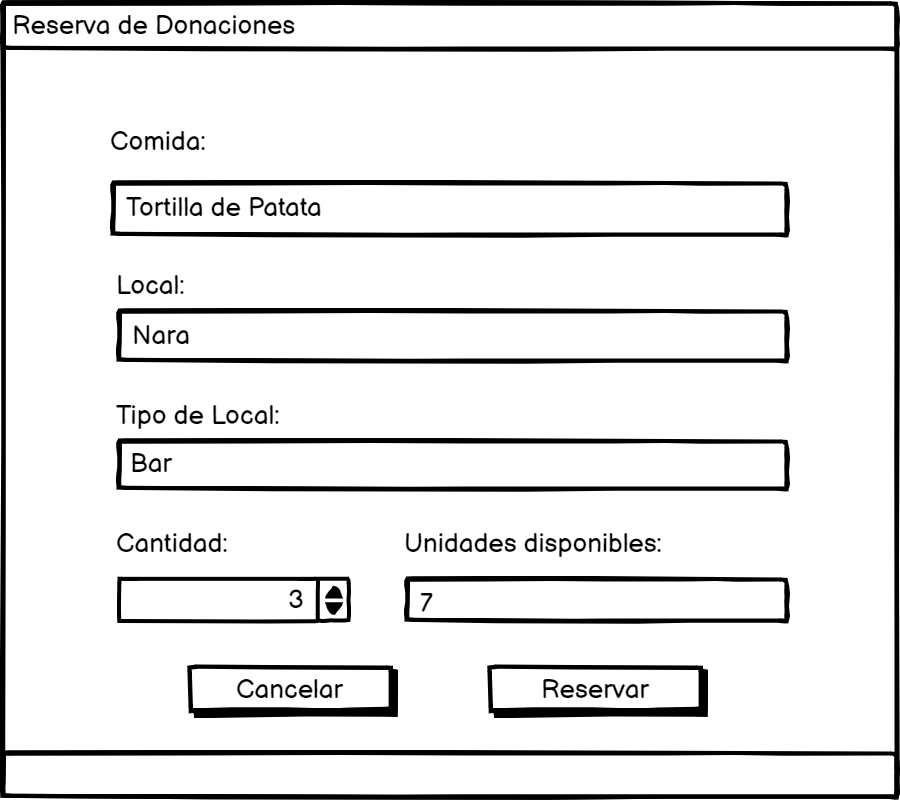 Reserva de Donaciones
Comida:
Tortilla de Patata
Local:
Nara
Tipo de Local:
Bar
Cantidad:
Unidades disponibles:
3
7
Cancelar
Reservar